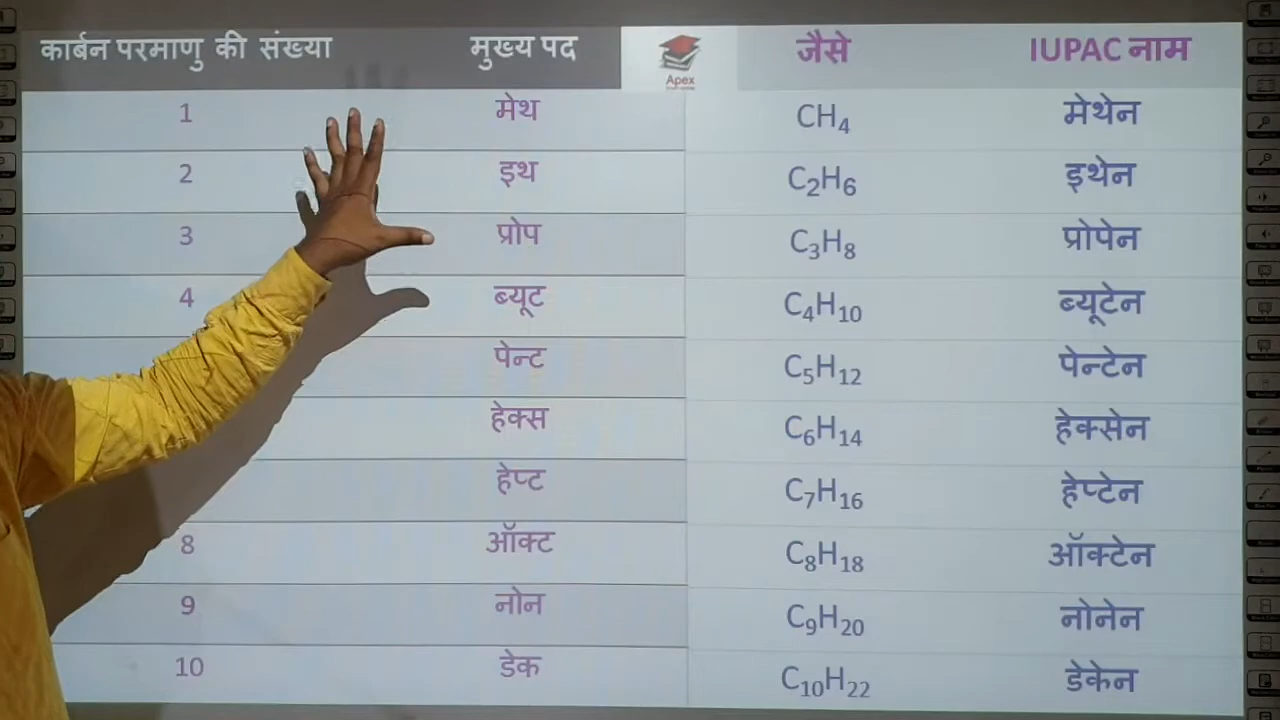 कार्बन परमाणु की संख्या मुख्य पद Apex जैसे IUPAC नाम
1 मेथ CH4 मेथेन
2 इथ C2H6 इथेन
3 प्रोप C3H8 प्रोपेन
4 ब्यूट C4H10 ब्यूटेन
पेन्ट C5H12 पेन्टेन
हेक्स C6H14 हेक्सेन
हेप्ट C7H16 हेप्टेन
8 ऑक्ट C8H18 ऑक्टेन
9 नोन C9H20 नोनेन
10 डेक C10H22 डेकेन